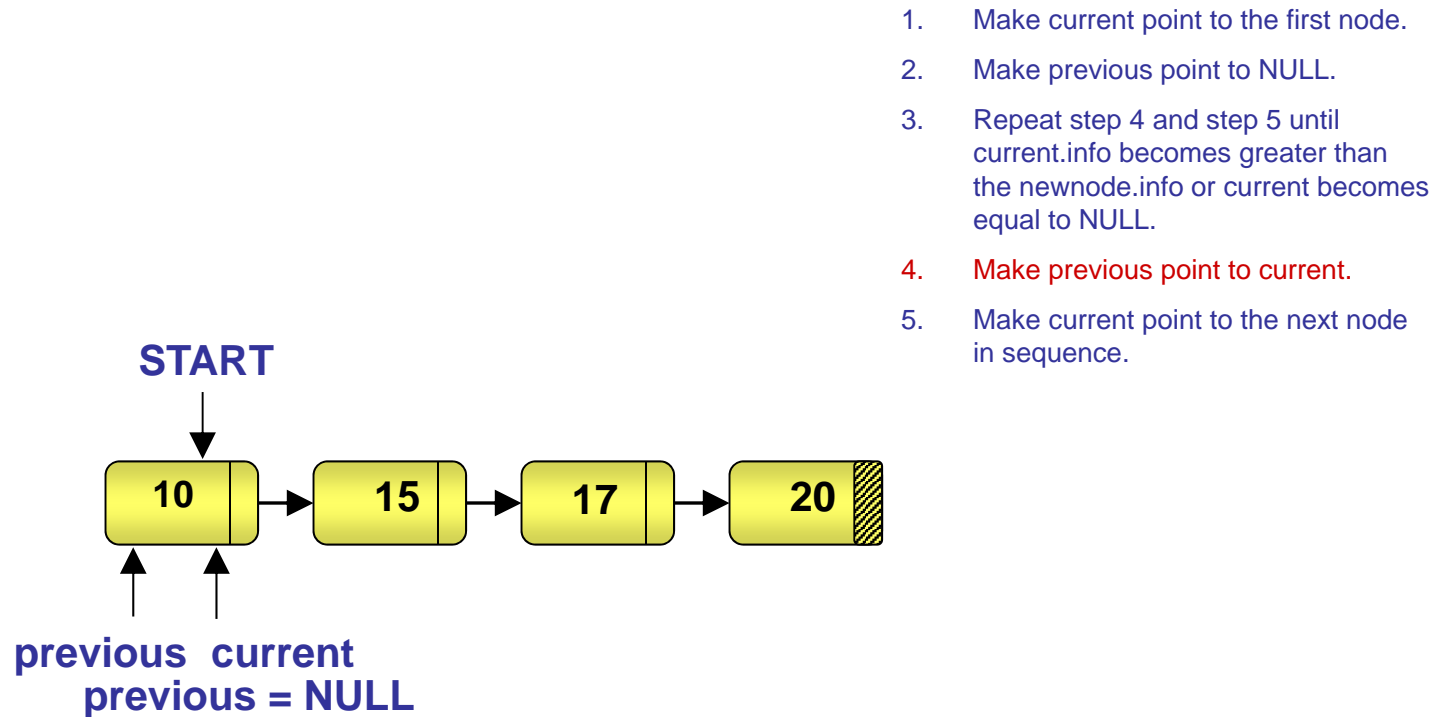 1. Make current point to the first node.
2. Make previous point to NULL.
3. Repeat step 4 and step 5 until
current.info becomes greater than
the newnode.info or current becomes
equal to NULL.
4. Make previous point to current.
5. Make current point to the next node
in sequence.
START
10 15 17 20
previous current
previous = NULL